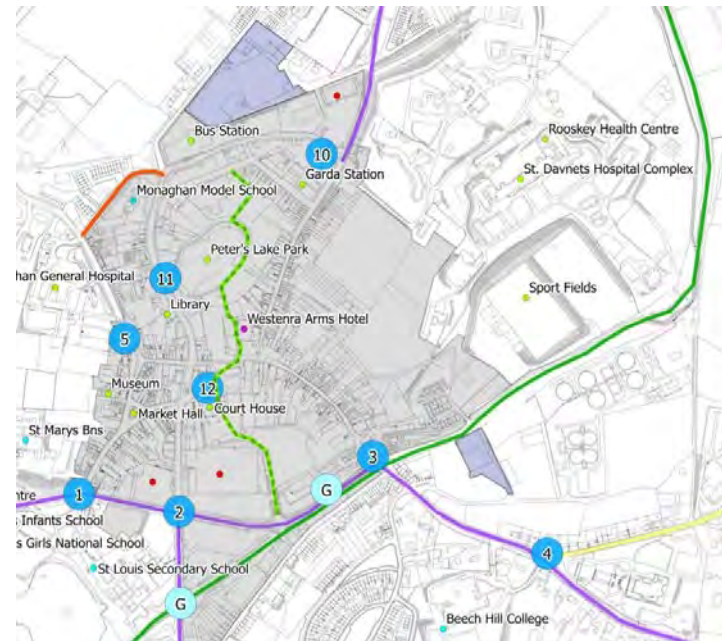 Bus Station
10
Rooskey Health Centre
Garda Station
St. Davnets Hospital Complex
Monaghan Model School
Peter's Lake Park
han General Hospital
11
Sport Fields
Library
Westenra Arms Hotel
5
12
Museum
Market Hall
Court House
St Marys Bns
3
G
1
ntre
2
s Infants School
s Girls National School
4
St Louis Secondary School
G
Beech Hill College